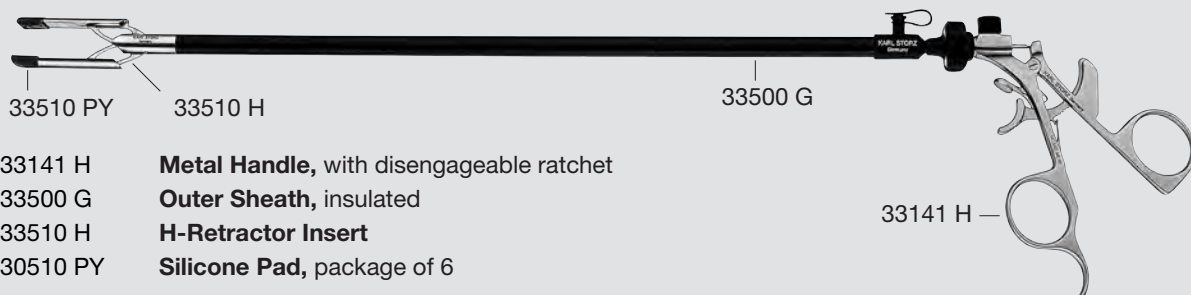 KARL STORZ
Germany
33510 PY
33510 H
33500 G
33141 H Metal Handle, with disengageable ratchet
33500 G Outer Sheath, insulated
33510 H H-Retractor Insert
30510 PY Silicone Pad, package of 6
33141 H